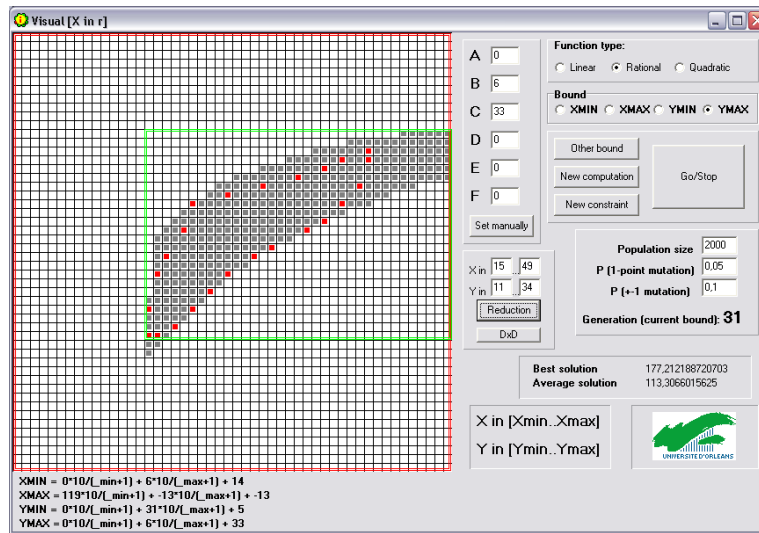 Visual [X in r]
A 0
B 6
C 33
D 0
E 0
F 0
Set manually
X in 15 .. 49
Y in 11 .. 34
Reduction
DxD
Function type:
Linear Rational Quadratic
Bound
XMIN XMAX YMIN YMAX
Other bound
New computation
New constraint
Go/Stop
Population size 2000
P (1-point mutation) 0,05
P (+-1 mutation) 0,1
Generation (current bound): 31
Best solution 177,212188720703
Average solution 113,3066015625
X in [Xmin..Xmax]
Y in [Ymin..Ymax]
UNIVERSITE D'ORLEANS
XMIN = 0*10/(_min+1) + 6*10/(_max+1) + 14
XMAX = 119*10/(_min+1) + -13*10/(_max+1) + -13
YMIN = 0*10/(_min+1) + 31*10/(_max+1) + 5
YMAX = 0*10/(_min+1) + 6*10/(_max+1) + 33